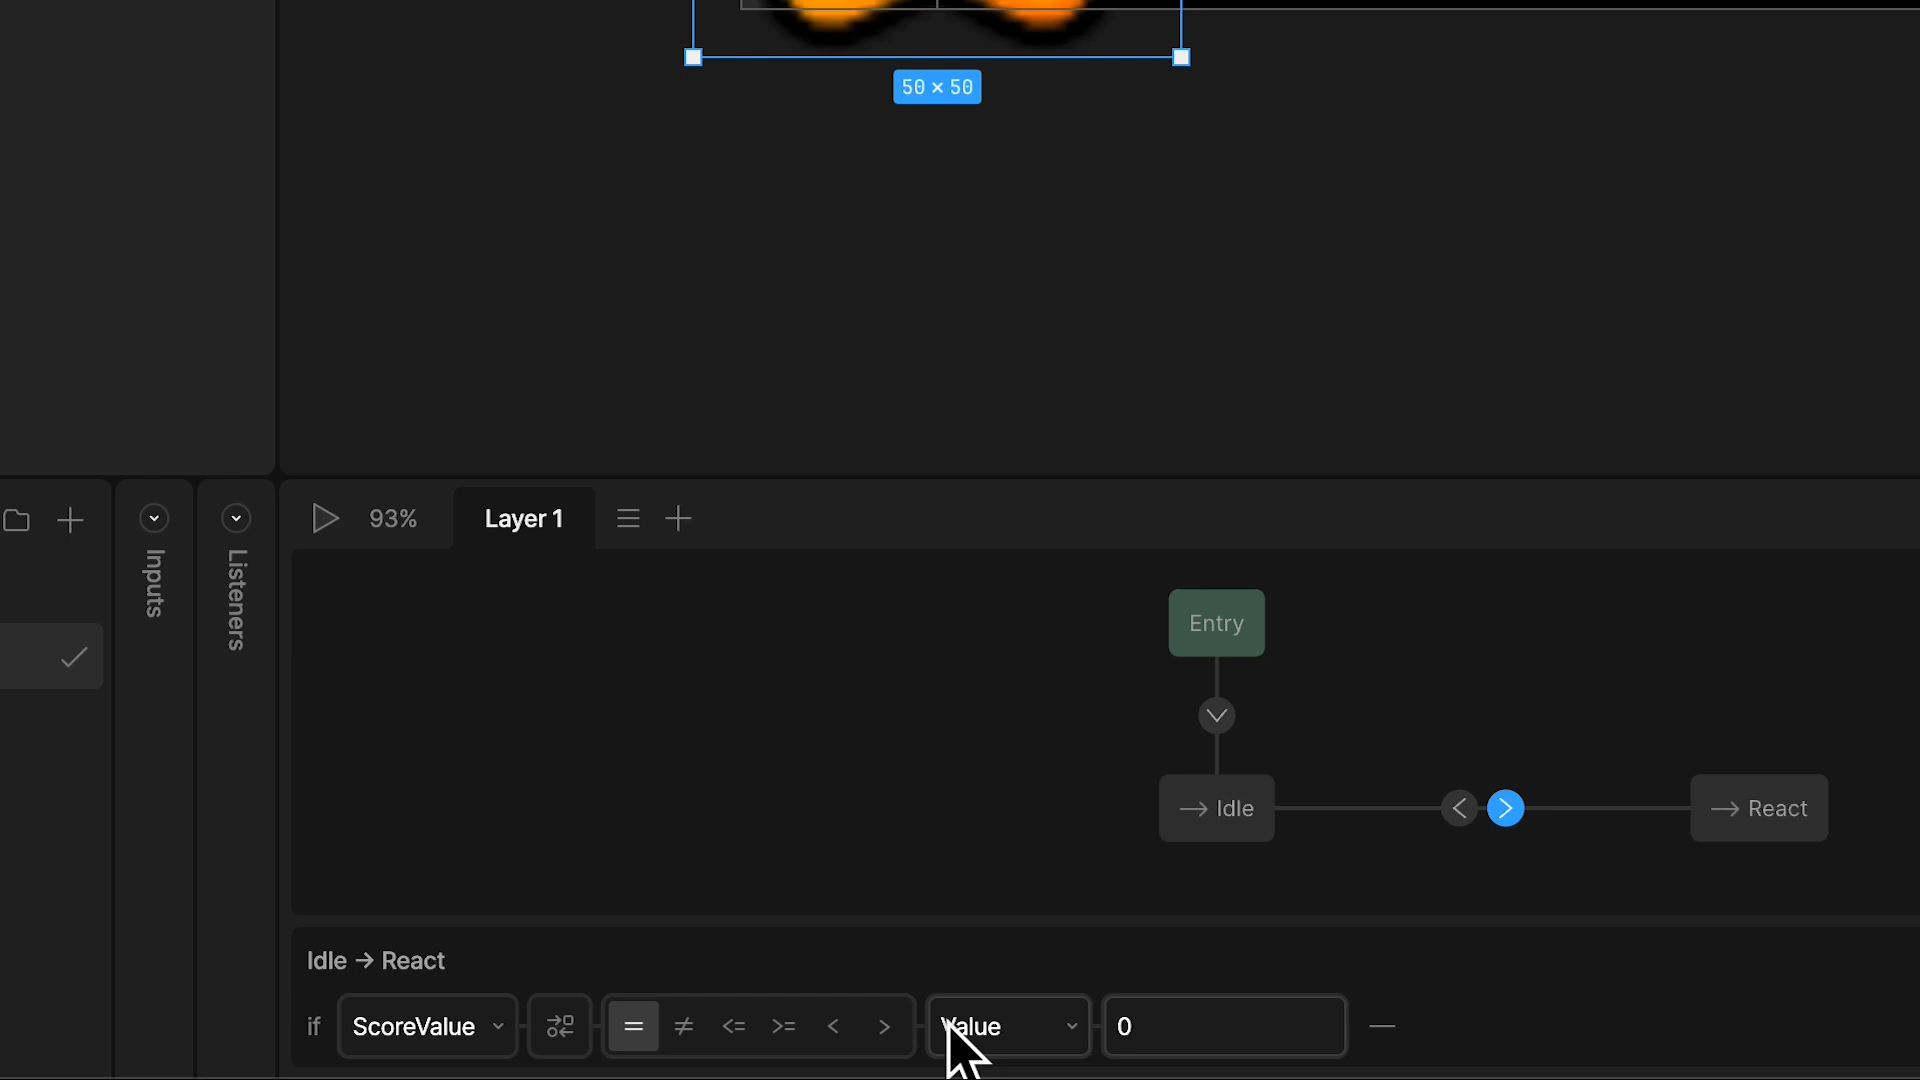 50 × 50
93%
Layer 1
Inputs
Listeners
Entry
Idle
React
Idle → React
if ScoreValue = ≠ <= >= < > Value 0